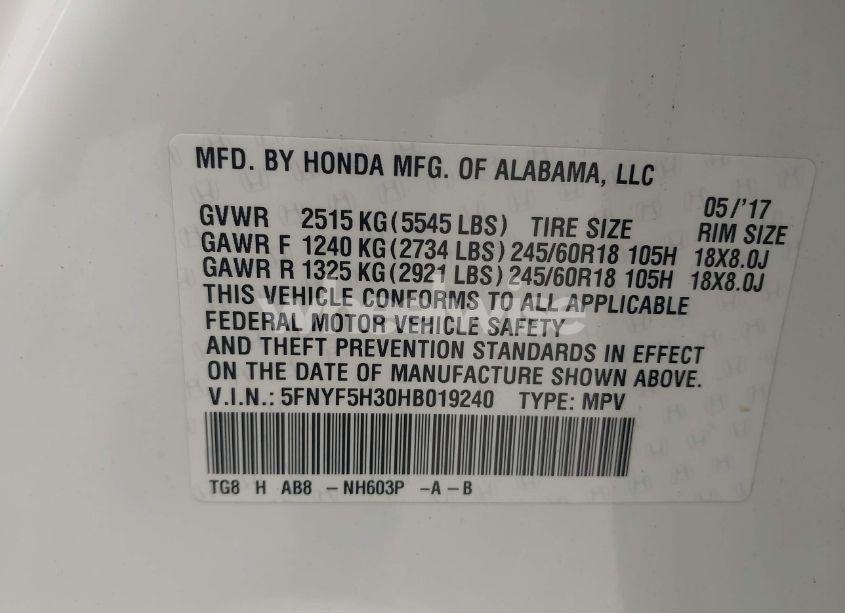 MFD. BY HONDA MFG. OF ALABAMA, LLC
05/'17
GVWR 2515 KG (5545 LBS) TIRE SIZE RIM SIZE
GAWR F 1240 KG (2734 LBS) 245/60R18 105H 18X8.0J
GAWR R 1325 KG (2921 LBS) 245/60R18 105H 18X8.0J
THIS VEHICLE CONFORMS TO ALL APPLICABLE
FEDERAL MOTOR VEHICLE SAFETY
AND THEFT PREVENTION STANDARDS IN EFFECT
ON THE DATE OF MANUFACTURE SHOWN ABOVE.
V.I.N.: 5FNYF5H30HB019240 TYPE: MPV
TG8 H AB8 - NH603P - A - B